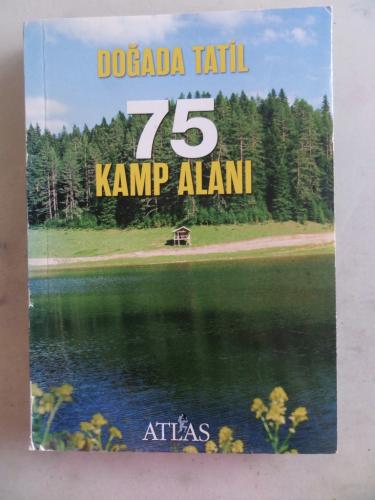 DOĞADA TATİL
75
KAMP ALANI
ATLAS